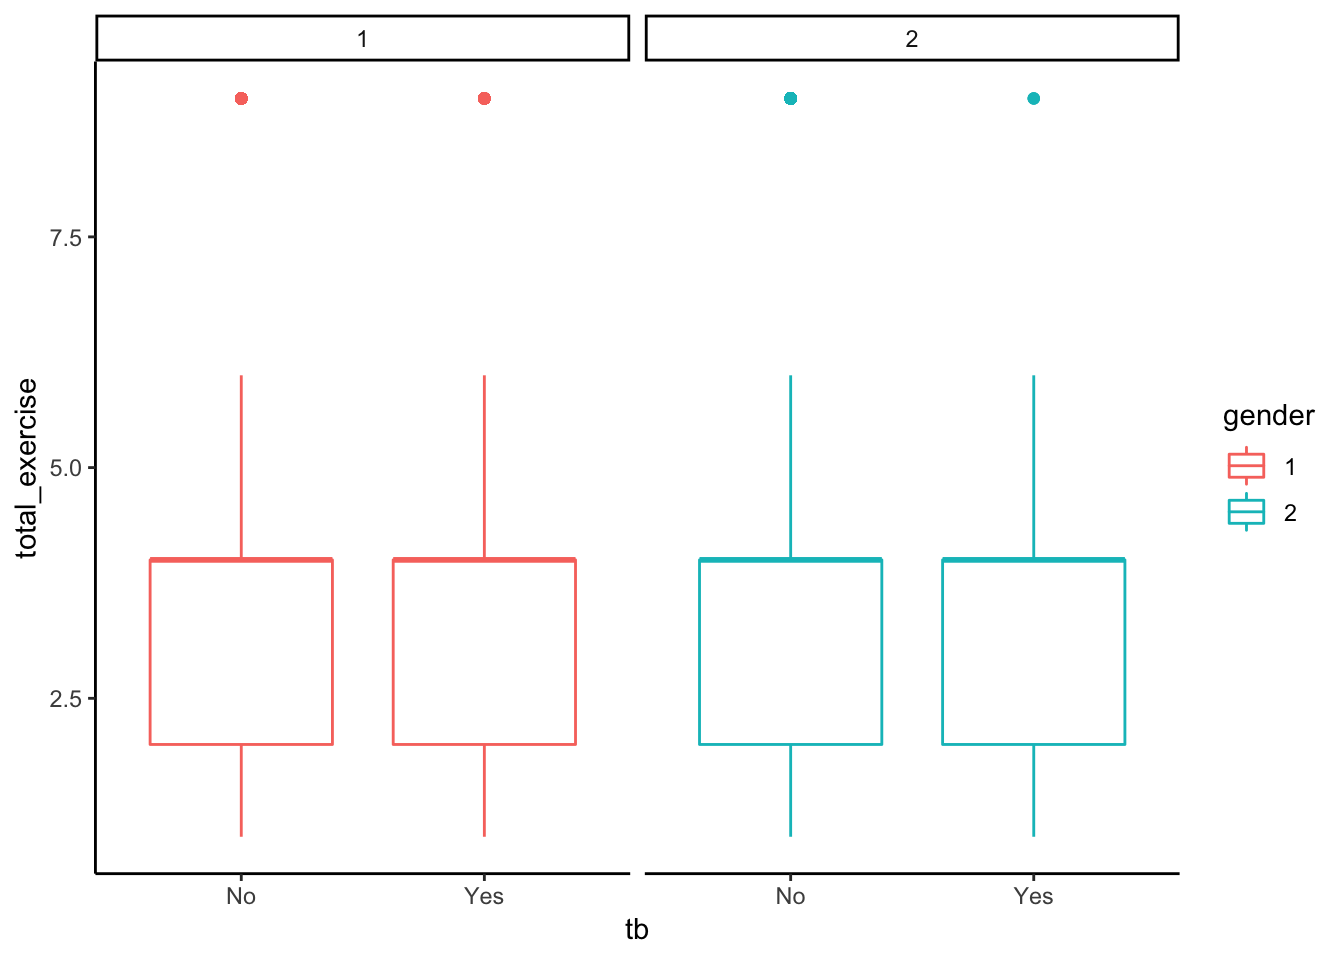 1
2
7.5
5.0
2.5
total_exercise
No
Yes
No
Yes
tb
gender
1
2